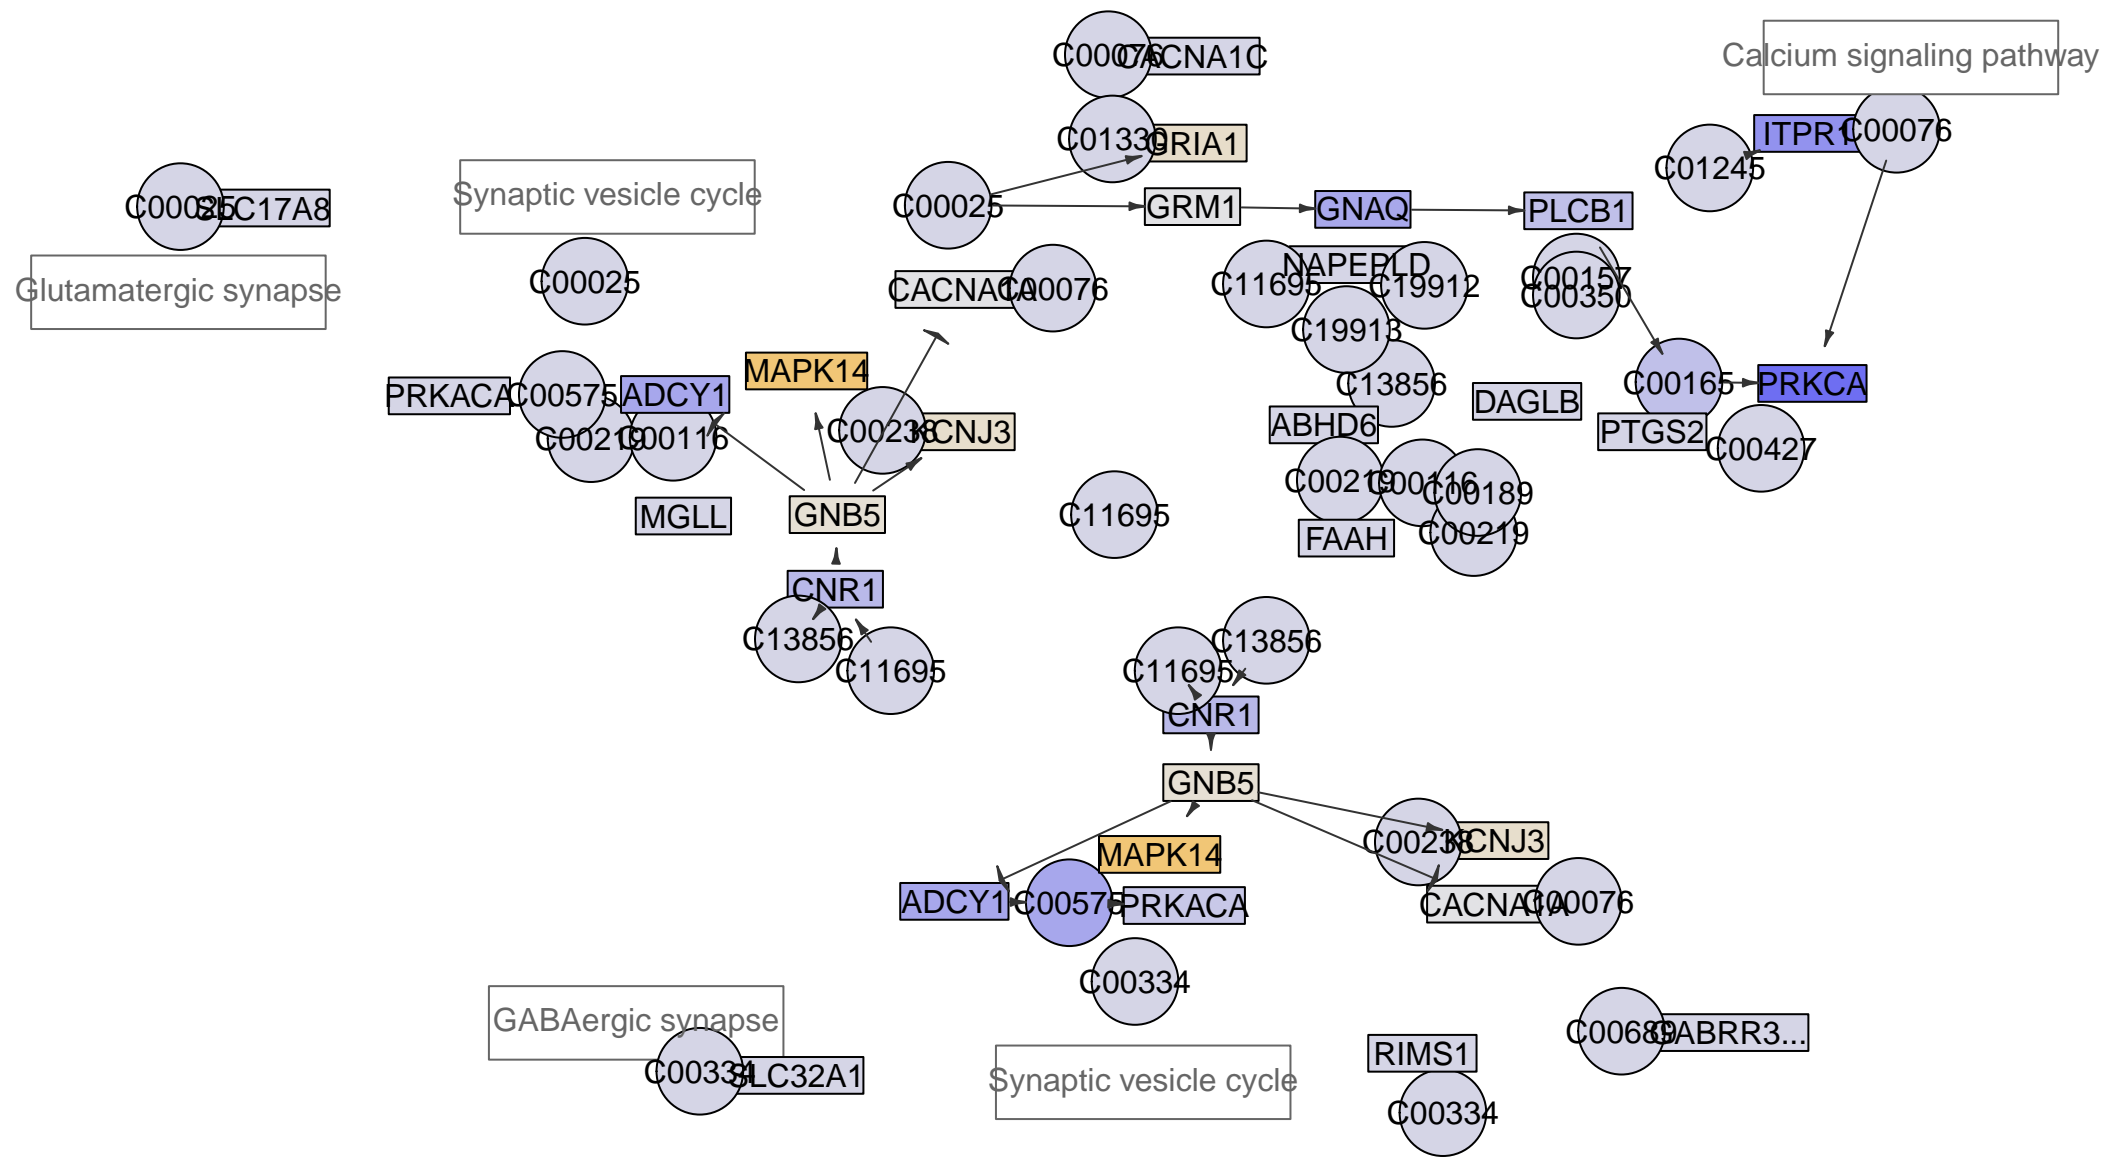 C00076
CACNA1C
Calcium signaling pathway
C01330
GRIA1
ITPR1
C00076
C01245
C00025
SLC17A8
Synaptic vesicle cycle
C00025
GRM1
GNAQ
PLCB1
Glutamatergic synapse
C00025
CACNA1A
C00076
C11695
NAPEPLD
C19912
C19913
C00157
C00350
PRKACA
C00575
ADCY1
MAPK14
C13856
DAGLB
C00165
PRKCA
C00219
C00116
C00238
KCNJ3
ABHD6
PTGS2
C00427
MGLL
GNB5
C11695
C00219
C00116
C00189
FAAH
C00219
CNR1
C13856
C11695
C13856
C11695
CNR1
GNB5
MAPK14
C00238
KCNJ3
ADCY1
C00575
PRKACA
CACNA1A
C00076
C00334
GABAergic synapse
C00334
SLC32A1
Synaptic vesicle cycle
RIMS1
C00334
C00689
GABRR3...